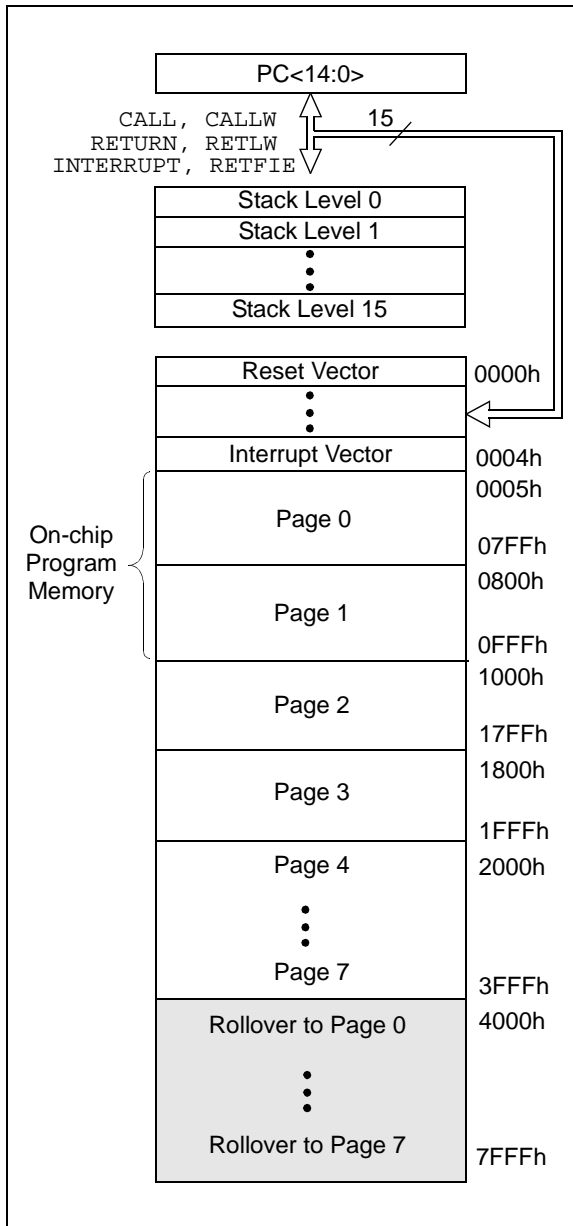 PC<14:0>
CALL, CALLW
15
RETURN, RETLW
INTERRUPT, RETFIE
Stack Level 0
Stack Level 1
Stack Level 15
Reset Vector
0000h
Interrupt Vector
0004h
0005h
On-chip
Program
Memory
Page 0
07FFh
0800h
Page 1
0FFFh
1000h
Page 2
17FFh
1800h
Page 3
1FFFh
Page 4
2000h
Page 7
3FFFh
Rollover to Page 0
4000h
Rollover to Page 7
7FFFh